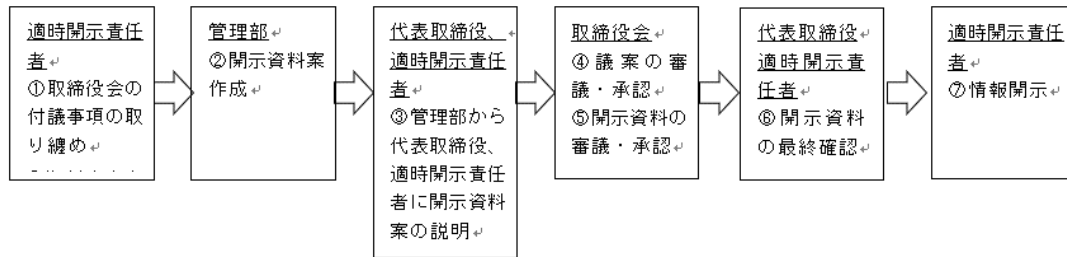 適時開示責任
者
①取締役会の
付議事項の取
り纏め
管理部
②開示資料案
作成
代表取締役、
適時開示責任
者
③管理部から
代表取締役、
適時開示責任
者に開示資料
案の説明
取締役会
④議案の審
議・承認
⑤開示資料の
審議・承認
代表取締役
適時開示責
任者
⑥開示資料
の最終確認
適時開示責任
者
⑦情報開示